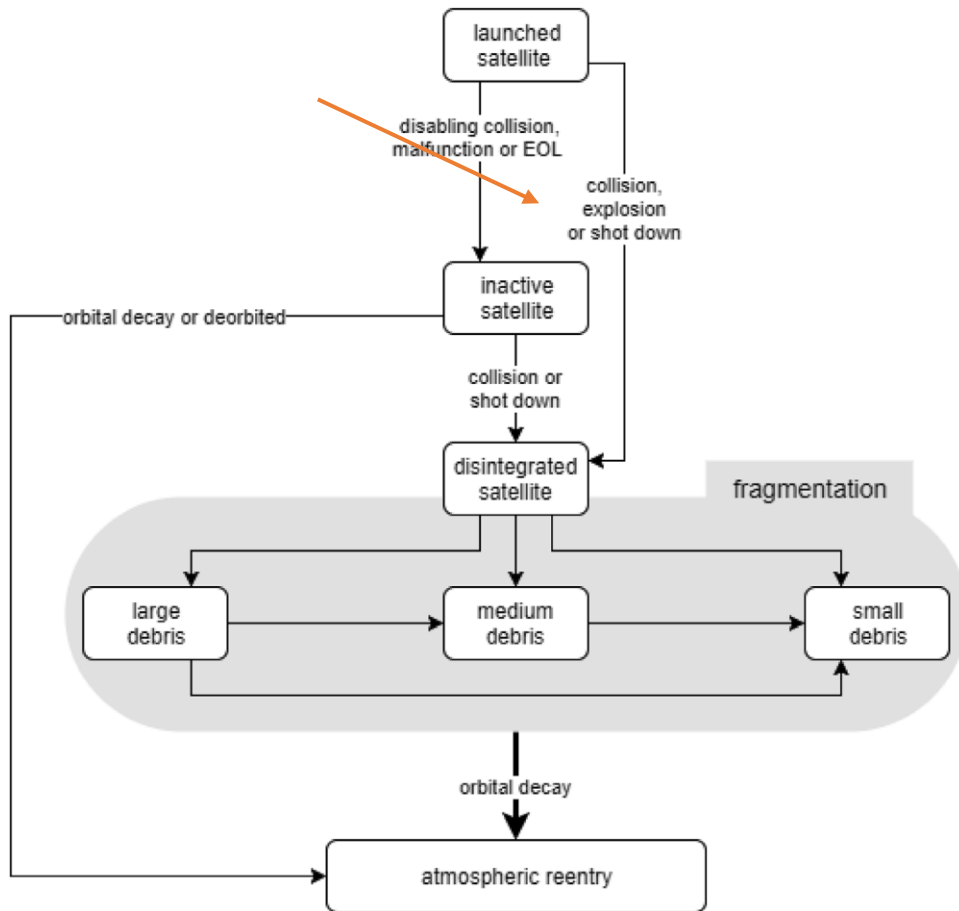 launched
satellite
disabling collision,
malfunction or EOL
collision,
explosion
or shot down
inactive
satellite
orbital decay or deorbited
collision or
shot down
disintegrated
satellite
fragmentation
large
debris
medium
debris
small
debris
orbital decay
atmospheric reentry